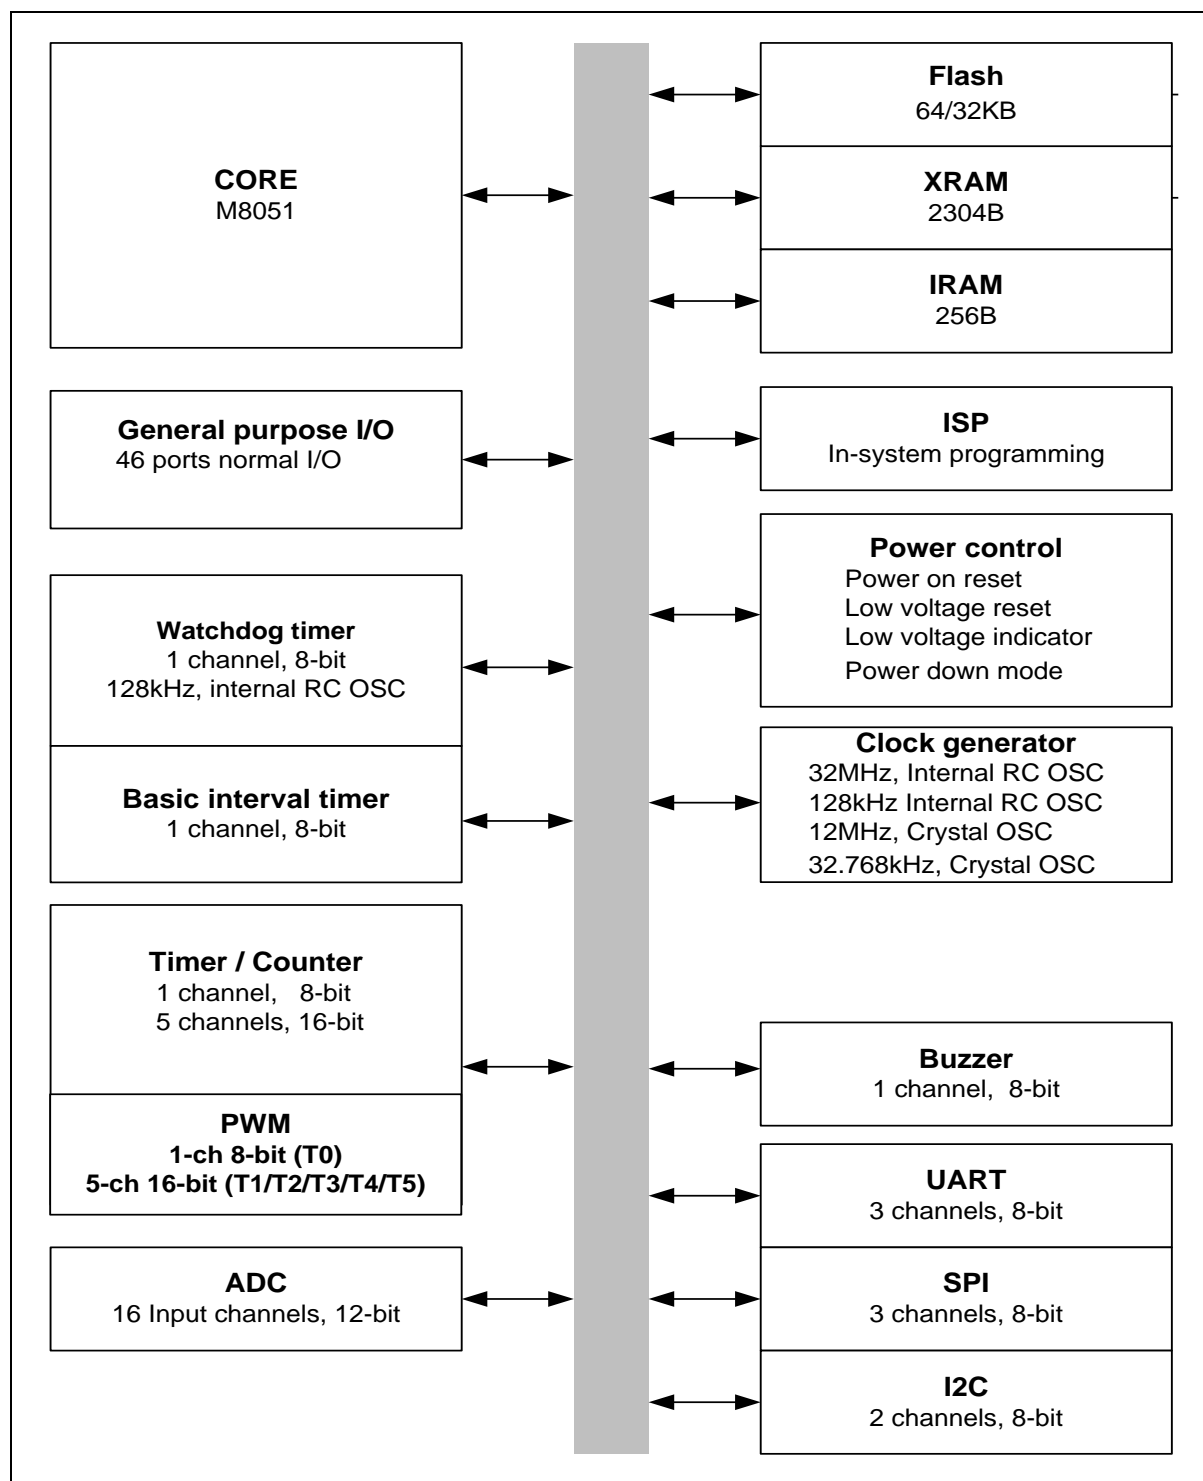 CORE
M8051
General purpose I/O
46 ports normal I/O
Watchdog timer
1 channel, 8-bit
128kHz, internal RC OSC
Basic interval timer
1 channel, 8-bit
Timer / Counter
1 channel, 8-bit
5 channels, 16-bit
PWM
1-ch 8-bit (T0)
5-ch 16-bit (T1/T2/T3/T4/T5)
ADC
16 Input channels, 12-bit
Flash
64/32KB
XRAM
2304B
IRAM
256B
ISP
In-system programming
Power control
Power on reset
Low voltage reset
Low voltage indicator
Power down mode
Clock generator
32MHz, Internal RC OSC
128kHz Internal RC OSC
12MHz, Crystal OSC
32.768kHz, Crystal OSC
Buzzer
1 channel, 8-bit
UART
3 channels, 8-bit
SPI
3 channels, 8-bit
I2C
2 channels, 8-bit